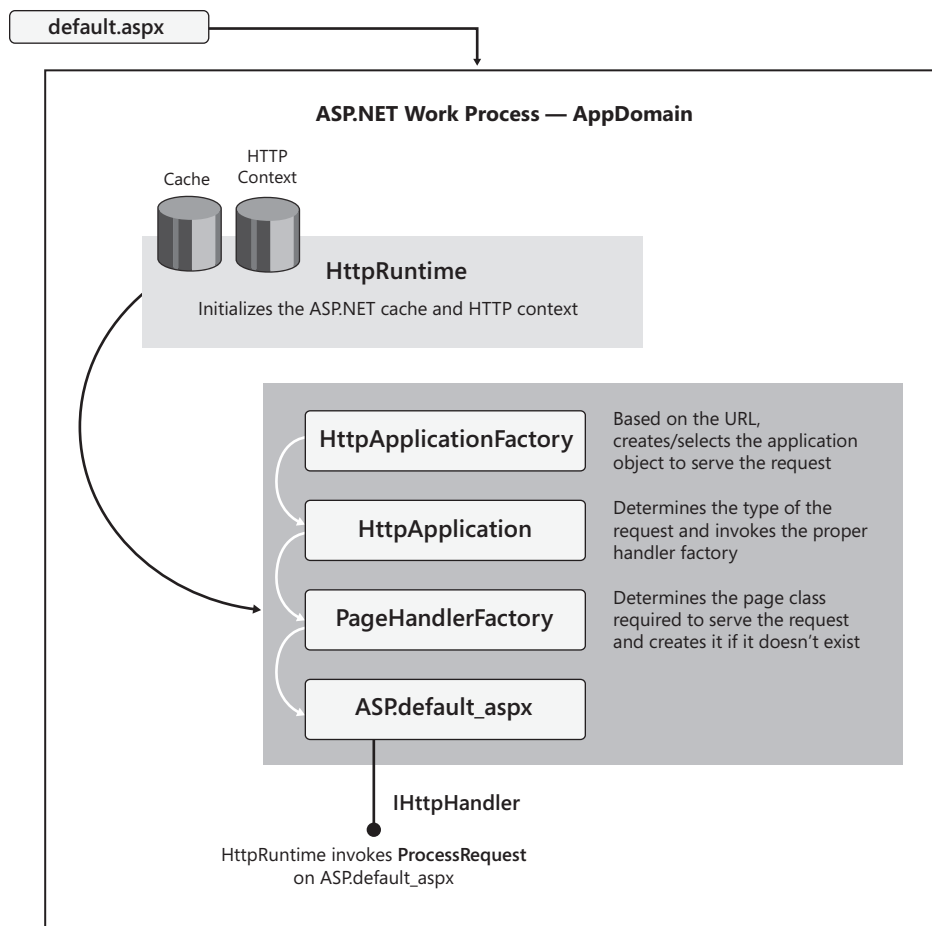 default.aspx
ASP.NET Work Process — AppDomain
Cache
HTTP
Context
HttpRuntime
Initializes the ASP.NET cache and HTTP context
HttpApplicationFactory
Based on the URL,
creates/selects the application
object to serve the request
HttpApplication
Determines the type of the
request and invokes the proper
handler factory
PageHandlerFactory
Determines the page class
required to serve the request
and creates it if it doesn’t exist
ASP.default_aspx
IHttpHandler
HttpRuntime invokes ProcessRequest
on ASP.default_aspx